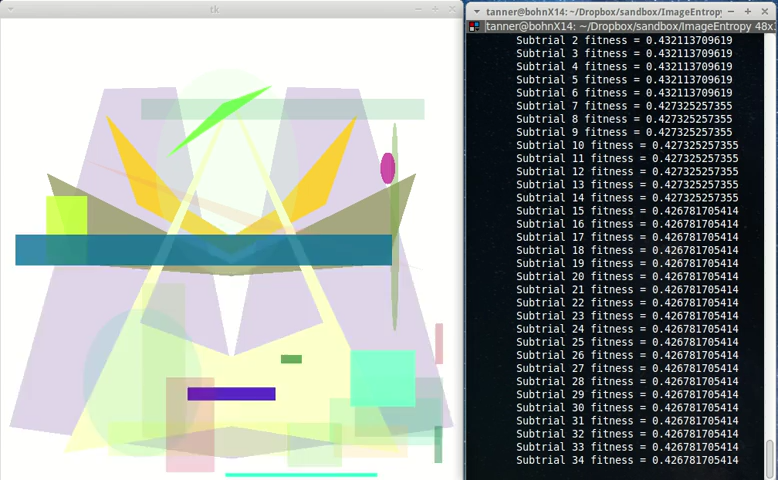 tk
tanner@bohnX14: ~/Dropbox/sandbox/ImageEntropy
tanner@bohnX14: ~/Dropbox/sandbox/ImageEntropy 48x
Subtrial 2 fitness = 0.432113709619
Subtrial 3 fitness = 0.432113709619
Subtrial 4 fitness = 0.432113709619
Subtrial 5 fitness = 0.432113709619
Subtrial 6 fitness = 0.432113709619
Subtrial 7 fitness = 0.427325257355
Subtrial 8 fitness = 0.427325257355
Subtrial 9 fitness = 0.427325257355
Subtrial 10 fitness = 0.427325257355
Subtrial 11 fitness = 0.427325257355
Subtrial 12 fitness = 0.427325257355
Subtrial 13 fitness = 0.427325257355
Subtrial 14 fitness = 0.427325257355
Subtrial 15 fitness = 0.426781705414
Subtrial 16 fitness = 0.426781705414
Subtrial 17 fitness = 0.426781705414
Subtrial 18 fitness = 0.426781705414
Subtrial 19 fitness = 0.426781705414
Subtrial 20 fitness = 0.426781705414
Subtrial 21 fitness = 0.426781705414
Subtrial 22 fitness = 0.426781705414
Subtrial 23 fitness = 0.426781705414
Subtrial 24 fitness = 0.426781705414
Subtrial 25 fitness = 0.426781705414
Subtrial 26 fitness = 0.426781705414
Subtrial 27 fitness = 0.426781705414
Subtrial 28 fitness = 0.426781705414
Subtrial 29 fitness = 0.426781705414
Subtrial 30 fitness = 0.426781705414
Subtrial 31 fitness = 0.426781705414
Subtrial 32 fitness = 0.426781705414
Subtrial 33 fitness = 0.426781705414
Subtrial 34 fitness = 0.426781705414